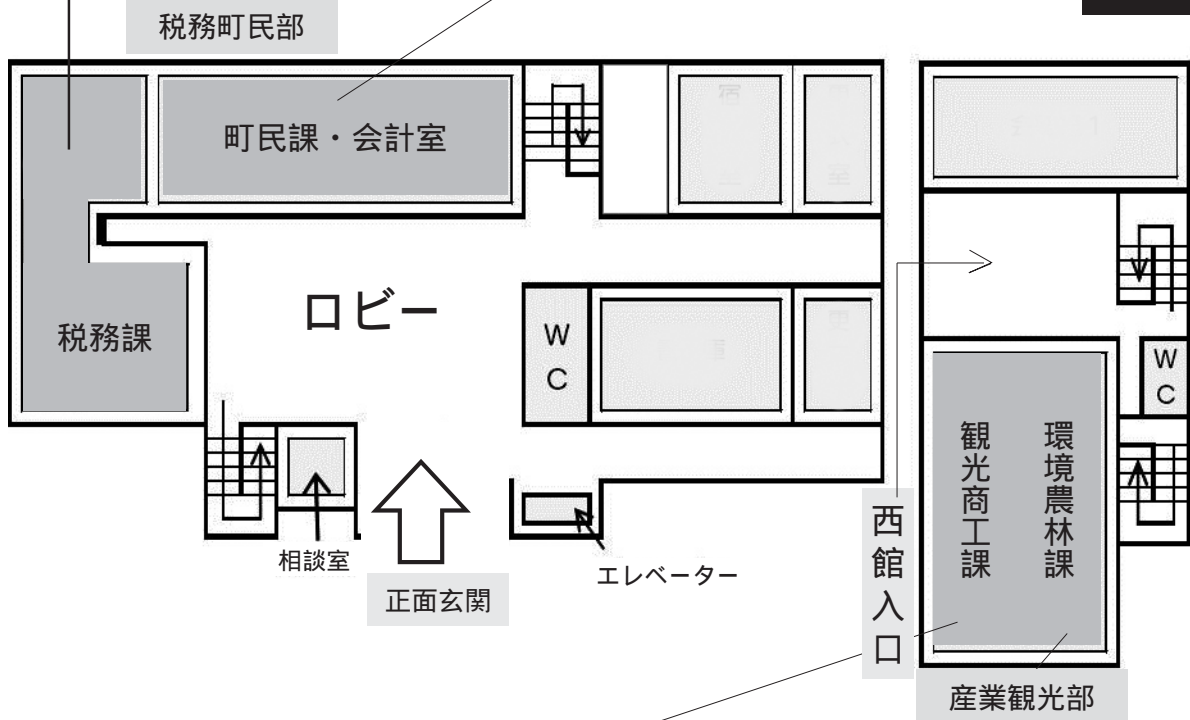 税務町民部
町民課・会計室
税務課
ロビー
WC
相談室
正面玄関
エレベーター
西館入口
WC
環境農林課
観光商工課
産業観光部